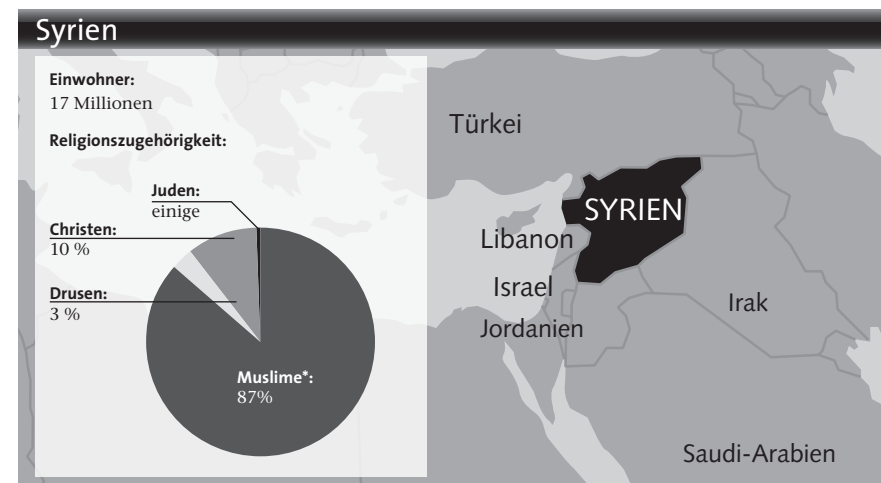 Syrien
Einwohner:
17 Millionen
Religionszugehörigkeit:
Juden:
einige
Christen:
10 %
Drusen:
3 %
Muslime*:
87%
Türkei
SYRIEN
Libanon
Israel
Jordanien
Irak
Saudi-Arabien